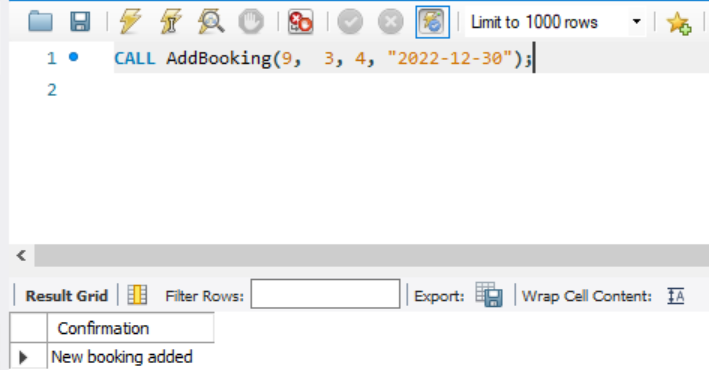 Limit to 1000 rows
1 CALL AddBooking(9,  3, 4, "2022-12-30");
2
Result Grid Filter Rows: Export: Wrap Cell Content: IA
Confirmation
New booking added